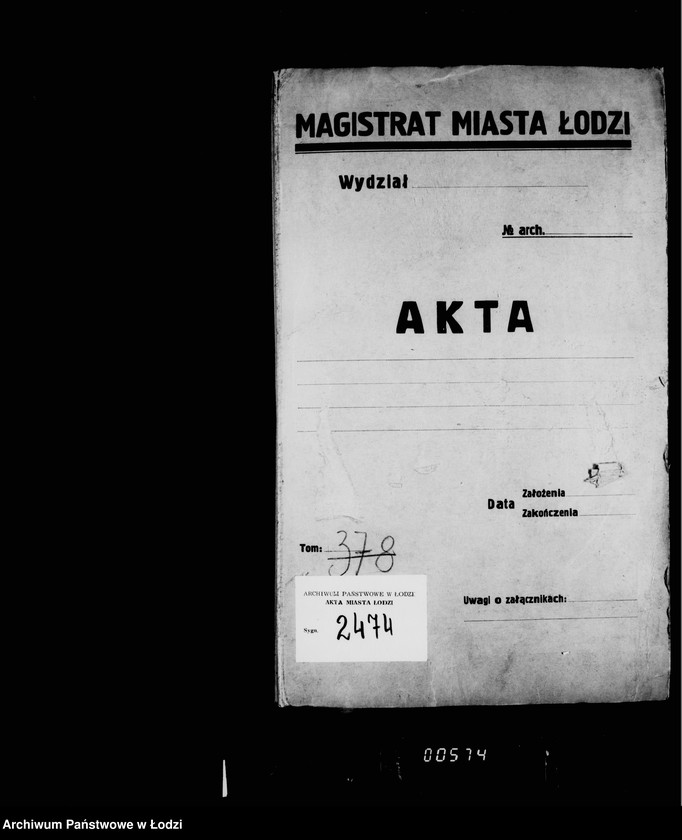 MAGISTRAT MIASTA ŁODZI
Wydział
№ arch.
AKTA
Data
Założenia
Zakończenia
Tom: 378
ARCHIWUM PAŃSTWOWE W ŁODZI
AKTA MIASTA ŁODZI
Sygn. 2474
Uwagi o załącznikach:
00574
Archiwum Państwowe w Łodzi